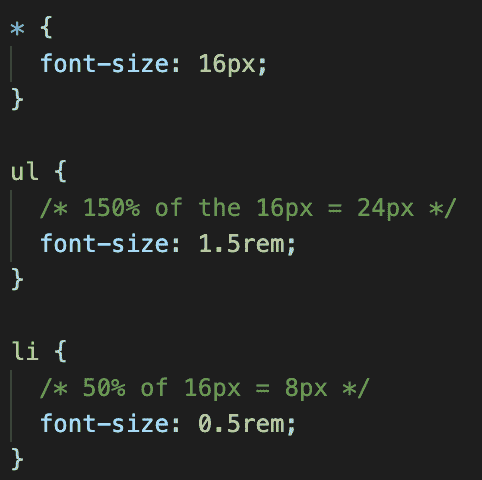 * {
  font-size: 16px;
}

ul {
  /* 150% of the 16px = 24px */
  font-size: 1.5rem;
}

li {
  /* 50% of 16px = 8px */
  font-size: 0.5rem;
}